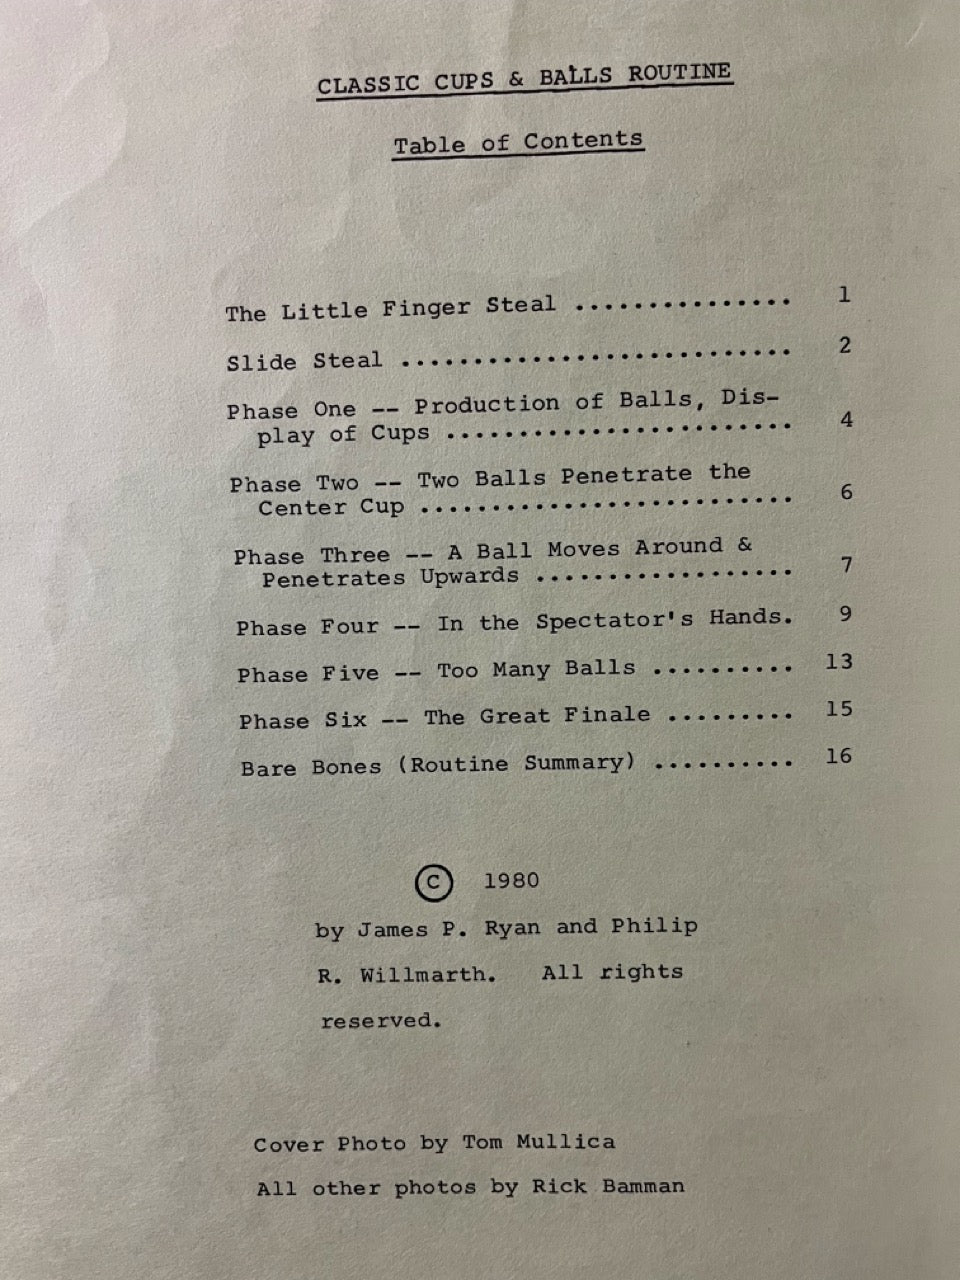 CLASSIC CUPS & BALLS ROUTINE
Table of Contents
The Little Finger Steal ............... 1
Slide Steal ........................... 2
Phase One -- Production of Balls, Dis-
play of Cups ........................ 4
Phase Two -- Two Balls Penetrate the
Center Cup .......................... 6
Phase Three -- A Ball Moves Around &
Penetrates Upwards .................. 7
Phase Four -- In the Spectator's Hands. 9
Phase Five -- Too Many Balls .......... 13
Phase Six -- The Great Finale ......... 15
Bare Bones (Routine Summary) .......... 16
© 1980
by James P. Ryan and Philip
R. Willmarth. All rights
reserved.
Cover Photo by Tom Mullica
All other photos by Rick Bamman